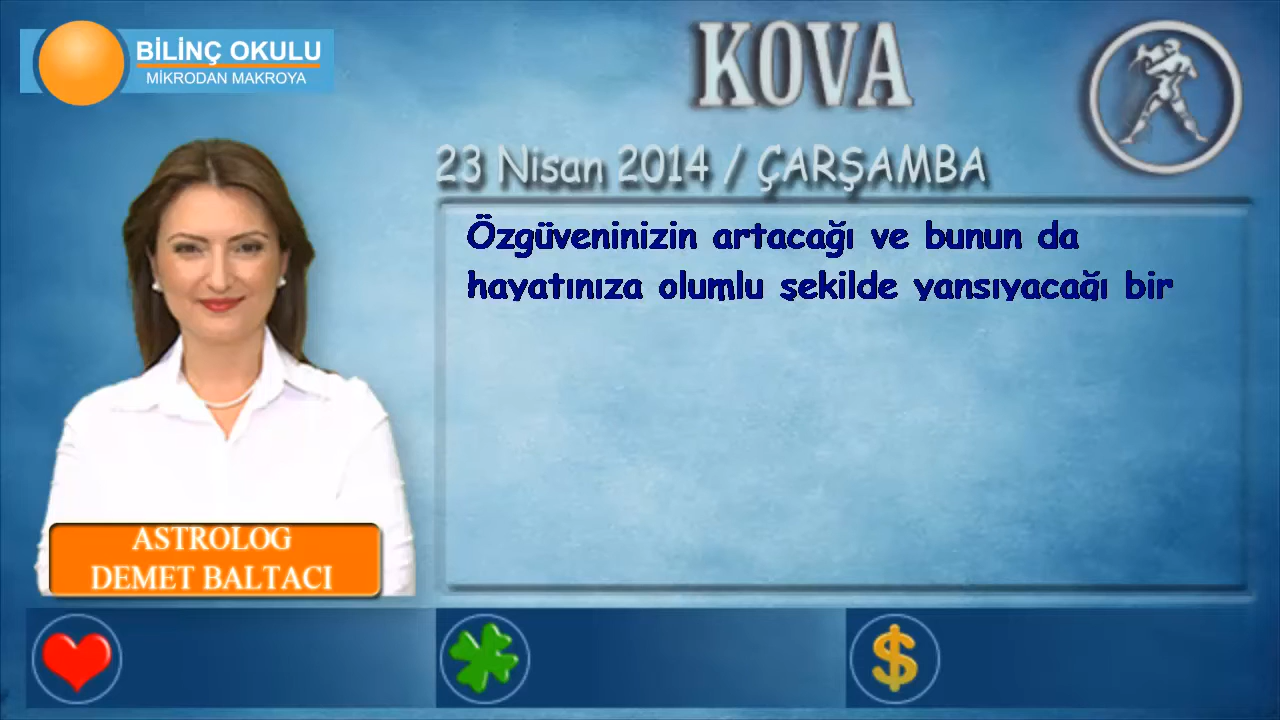 BİLİNÇ OKULU
MİKRODAN MAKROYA
KOVA
23 Nisan 2014 / ÇARŞAMBA
Özgüveninizin artacağı ve bunun da
hayatınıza olumlu şekilde yansıyacağı bir
ASTROLOG
DEMET BALTACI